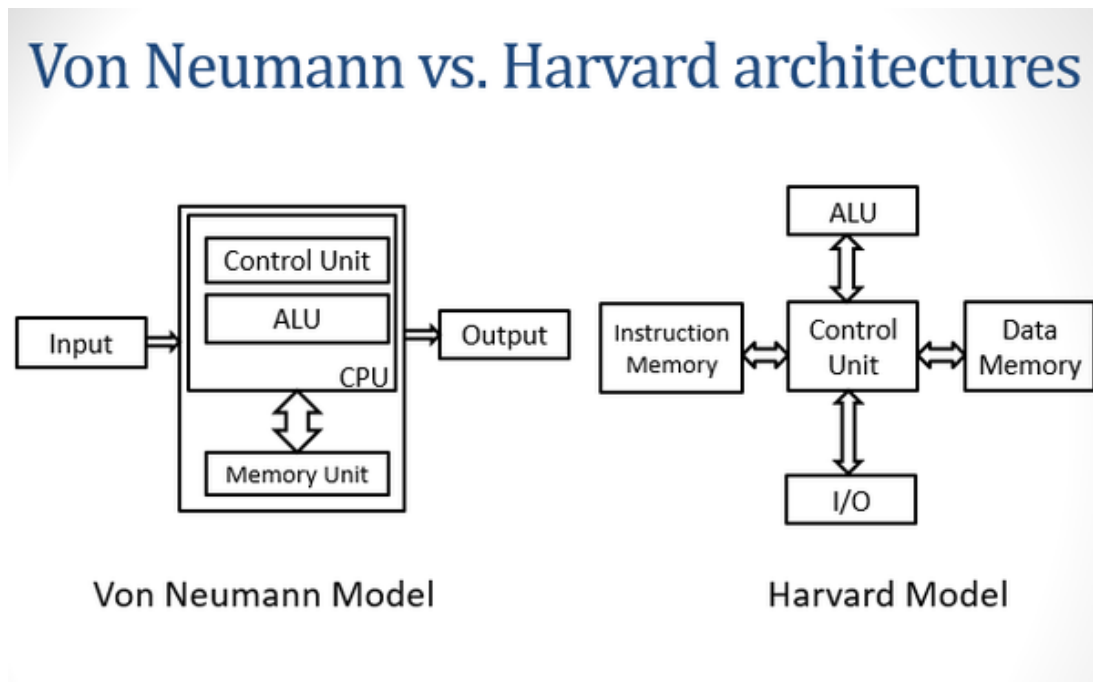 Von Neumann vs. Harvard architectures
Control Unit
ALU
CPU
Memory Unit
Input
Output
Von Neumann Model
ALU
Instruction
Memory
Control
Unit
Data
Memory
I/O
Harvard Model